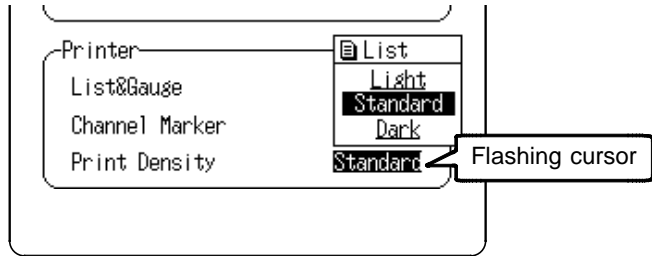 Printer
List
List&Gauge
Light
Standard
Channel Marker
Dark
Print Density
Standard
Flashing cursor